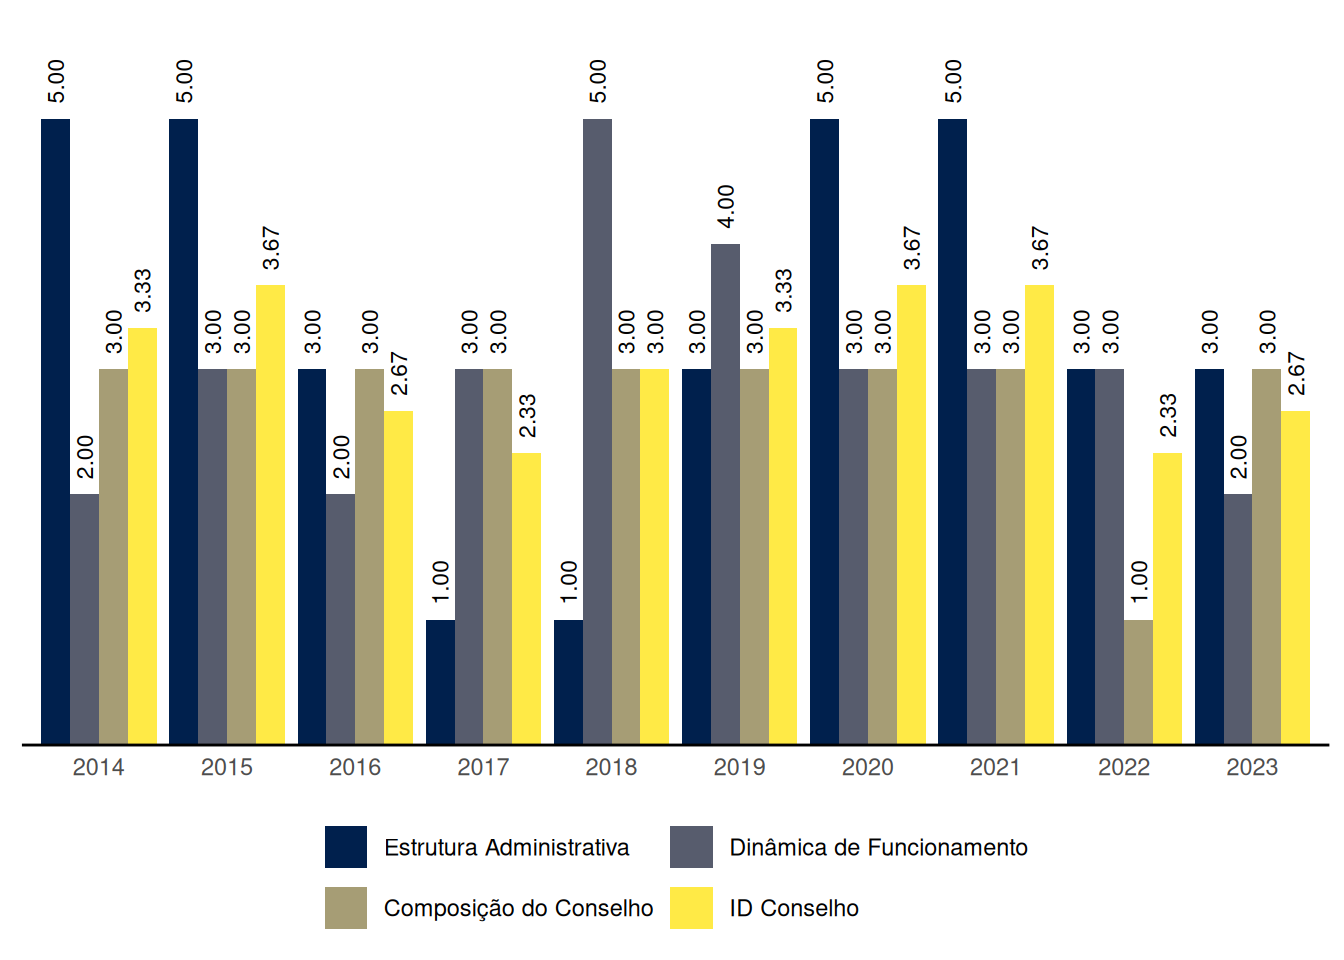 5.00 2.00 3.00 3.33
5.00 3.00 3.00 3.67
3.00 2.00 3.00 2.67
1.00 3.00 3.00 2.33
1.00 5.00 3.00 3.00
3.00 4.00 3.00 3.33
5.00 3.00 3.00 3.67
5.00 3.00 3.00 3.67
3.00 3.00 1.00 2.33
3.00 2.00 3.00 2.67
2014 2015 2016 2017 2018 2019 2020 2021 2022 2023
Estrutura Administrativa Dinâmica de Funcionamento
Composição do Conselho ID Conselho